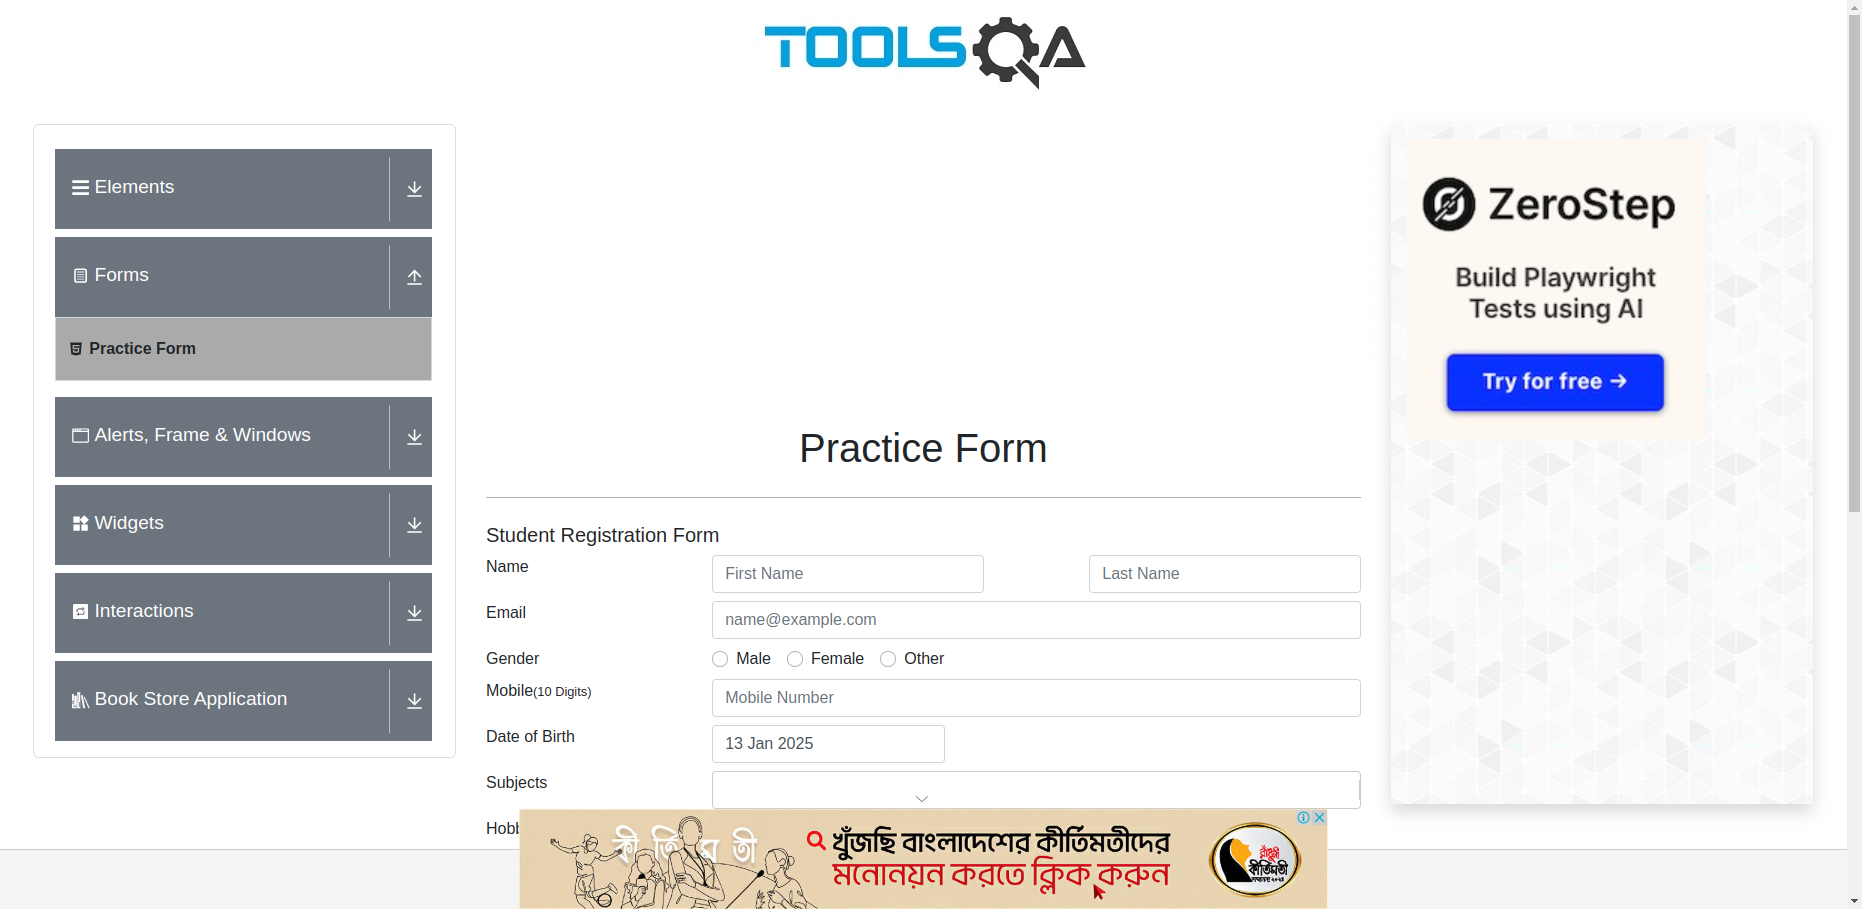 TOOLSQA
Elements
Forms
Practice Form
Alerts, Frame & Windows
Widgets
Interactions
Book Store Application
Practice Form
Student Registration Form
Name
First Name
Last Name
Email
name@example.com
Gender
Male
Female
Other
Mobile(10 Digits)
Mobile Number
Date of Birth
13 Jan 2025
Subjects
ZeroStep
Build Playwright
Tests using AI
Try for free →
কীর্তিমতী
খুঁজছি বাংলাদেশের কীর্তিমতীদের
মনোনয়ন করতে ক্লিক করুন
রাঁধুনী
কীর্তিমতী